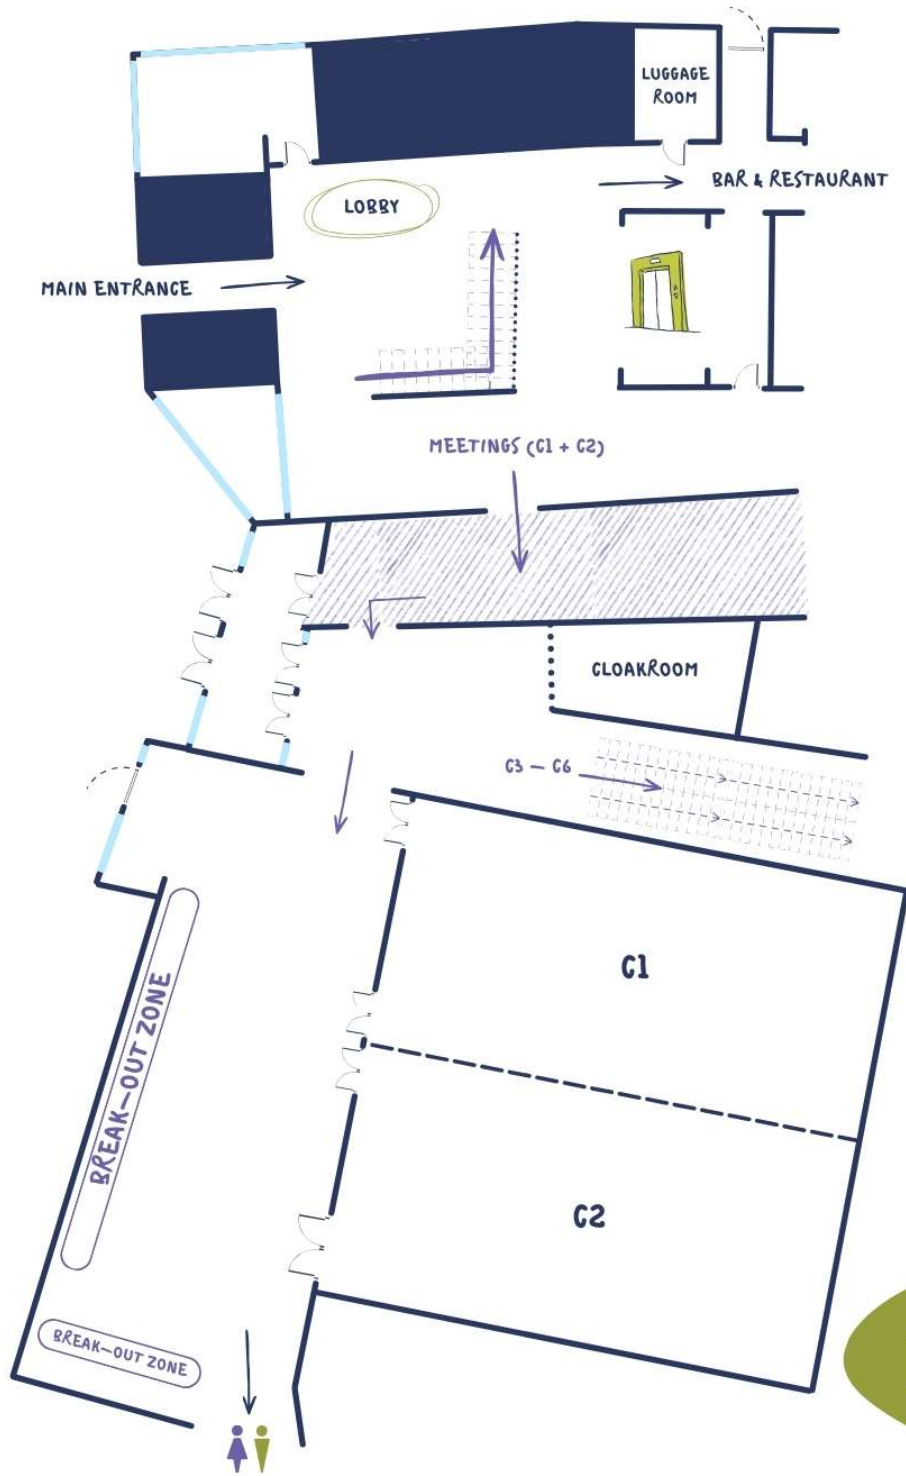 LUGGAGE
ROOM
BAR & RESTAURANT
LOBBY
MAIN ENTRANCE
MEETINGS (C1 + C2)
CLOAKROOM
C3 – C6
C1
BREAK–OUT ZONE
C2
BREAK–OUT ZONE